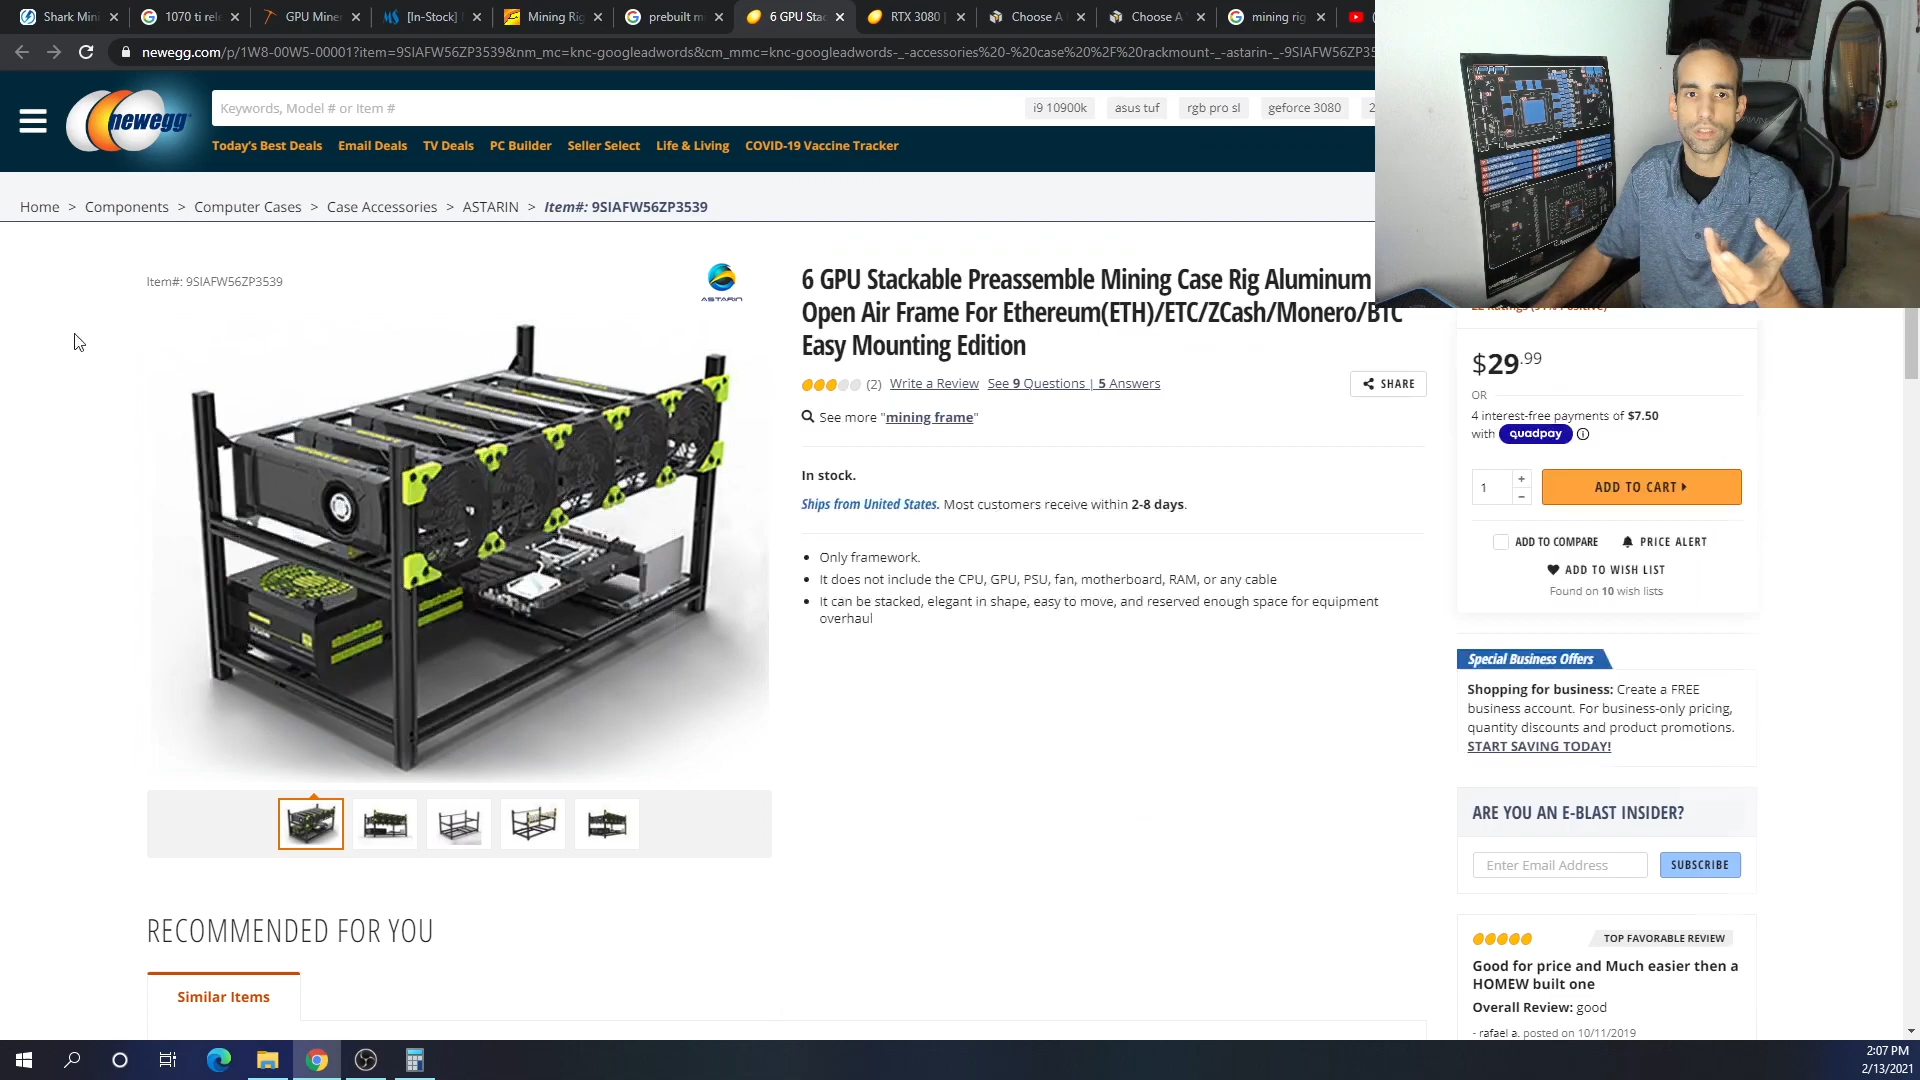 Shark Mini
1070 ti rele
GPU Miner
[In-Stock]
Mining Rig
prebuilt m
6 GPU Stac
RTX 3080 |
Choose A
Choose A
mining rig
newegg.com/p/1W8-00W5-00001?item=9SIAFW56ZP3539&nm_mc=knc-googleadwords&cm_mmc=knc-googleadwords-_-accessories%20-%20case%20%2F%20rackmount-_-astarin-_-9SIAFW56ZP35
newegg
Keywords, Model # or Item #
i9 10900k
asus tuf
rgb pro sl
geforce 3080
2
Today's Best Deals
Email Deals
TV Deals
PC Builder
Seller Select
Life & Living
COVID-19 Vaccine Tracker
Home > Components > Computer Cases > Case Accessories > ASTARIN > Item#: 9SIAFW56ZP3539
Item#: 9SIAFW56ZP3539
ASTARIN
6 GPU Stackable Preassemble Mining Case Rig Aluminum
Open Air Frame For Ethereum(ETH)/ETC/ZCash/Monero/BTC
Easy Mounting Edition
(2) Write a Review See 9 Questions | 5 Answers
SHARE
See more "mining frame"
In stock.
Ships from United States. Most customers receive within 2-8 days.
• Only framework.
• It does not include the CPU, GPU, PSU, fan, motherboard, RAM, or any cable
• It can be stacked, elegant in shape, easy to move, and reserved enough space for equipment
overhaul
$29.99
OR
4 interest-free payments of $7.50
with quadpay
1
+
−
ADD TO CART
ADD TO COMPARE
PRICE ALERT
ADD TO WISH LIST
Found on 10 wish lists
Special Business Offers
Shopping for business: Create a FREE
business account. For business-only pricing,
quantity discounts and product promotions.
START SAVING TODAY!
ARE YOU AN E-BLAST INSIDER?
Enter Email Address
SUBSCRIBE
TOP FAVORABLE REVIEW
Good for price and Much easier then a
HOMEW built one
Overall Review: good
- rafael a. posted on 10/11/2019
RECOMMENDED FOR YOU
Similar Items
2:07 PM
2/13/2021